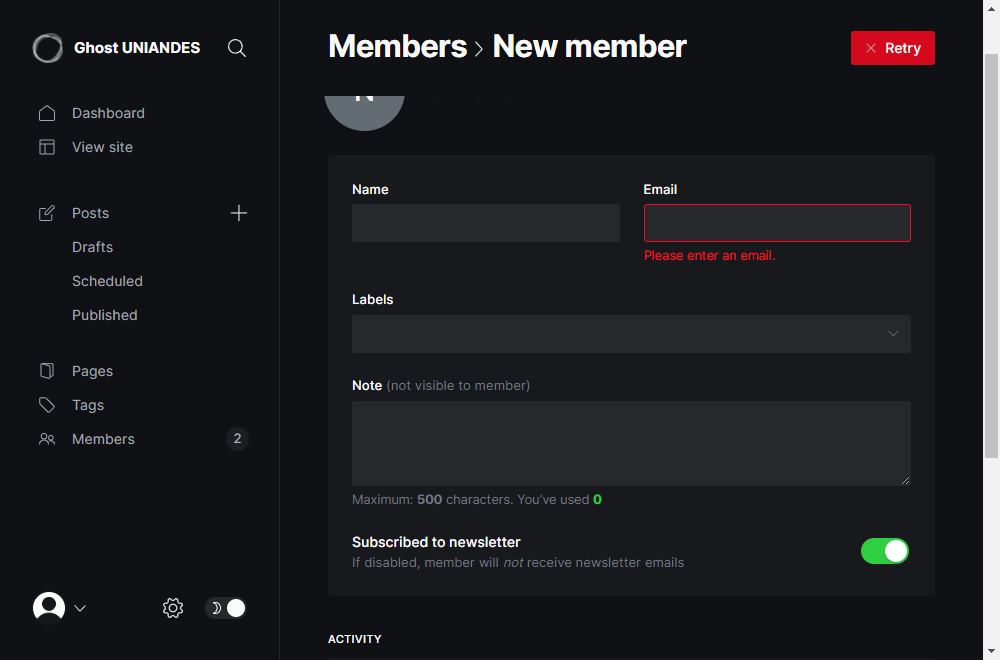 Ghost UNIANDES
Dashboard
View site
Posts
Drafts
Scheduled
Published
Pages
Tags
Members 2
Members > New member
Retry
Name
Email
Please enter an email.
Labels
Note (not visible to member)
Maximum: 500 characters. You've used 0
Subscribed to newsletter
If disabled, member will not receive newsletter emails
ACTIVITY